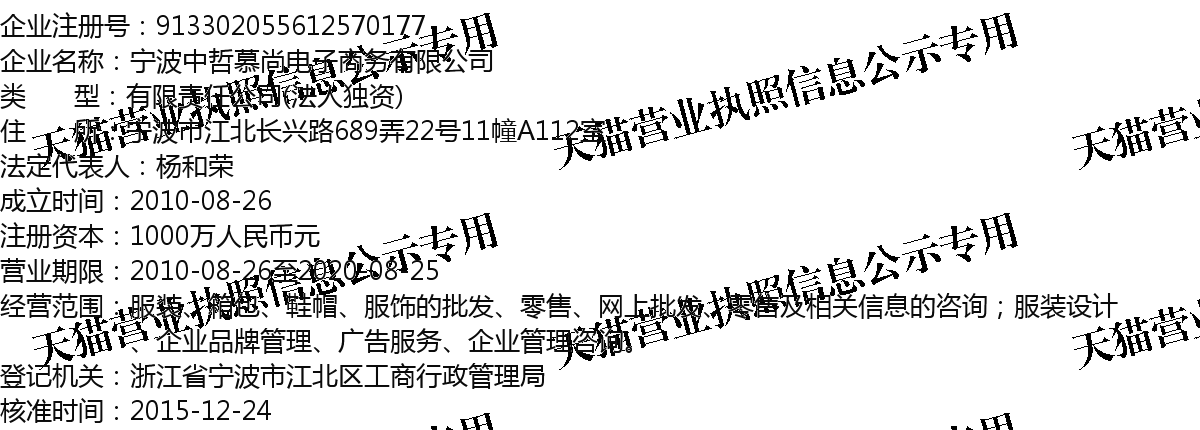 企业注册号：913302055612570177
企业名称：宁波中哲慕尚电子商务有限公司
类 型：有限责任公司(法人独资)
住 所：宁波市江北长兴路689弄22号11幢A112室
法定代表人：杨和荣
成立时间：2010-08-26
注册资本：1000万人民币元
营业期限：2010-08-26至2020-08-25
经营范围：服装、箱包、鞋帽、服饰的批发、零售、网上批发、零售及相关信息的咨询；服装设计
、企业品牌管理、广告服务、企业管理咨询。
登记机关：浙江省宁波市江北区工商行政管理局
核准时间：2015-12-24
天猫营业执照信息公示专用
天猫营业执照信息公示专用
天猫营业
天猫营业执照信息公示专用
天猫营业执照信息公示专用
天猫营业